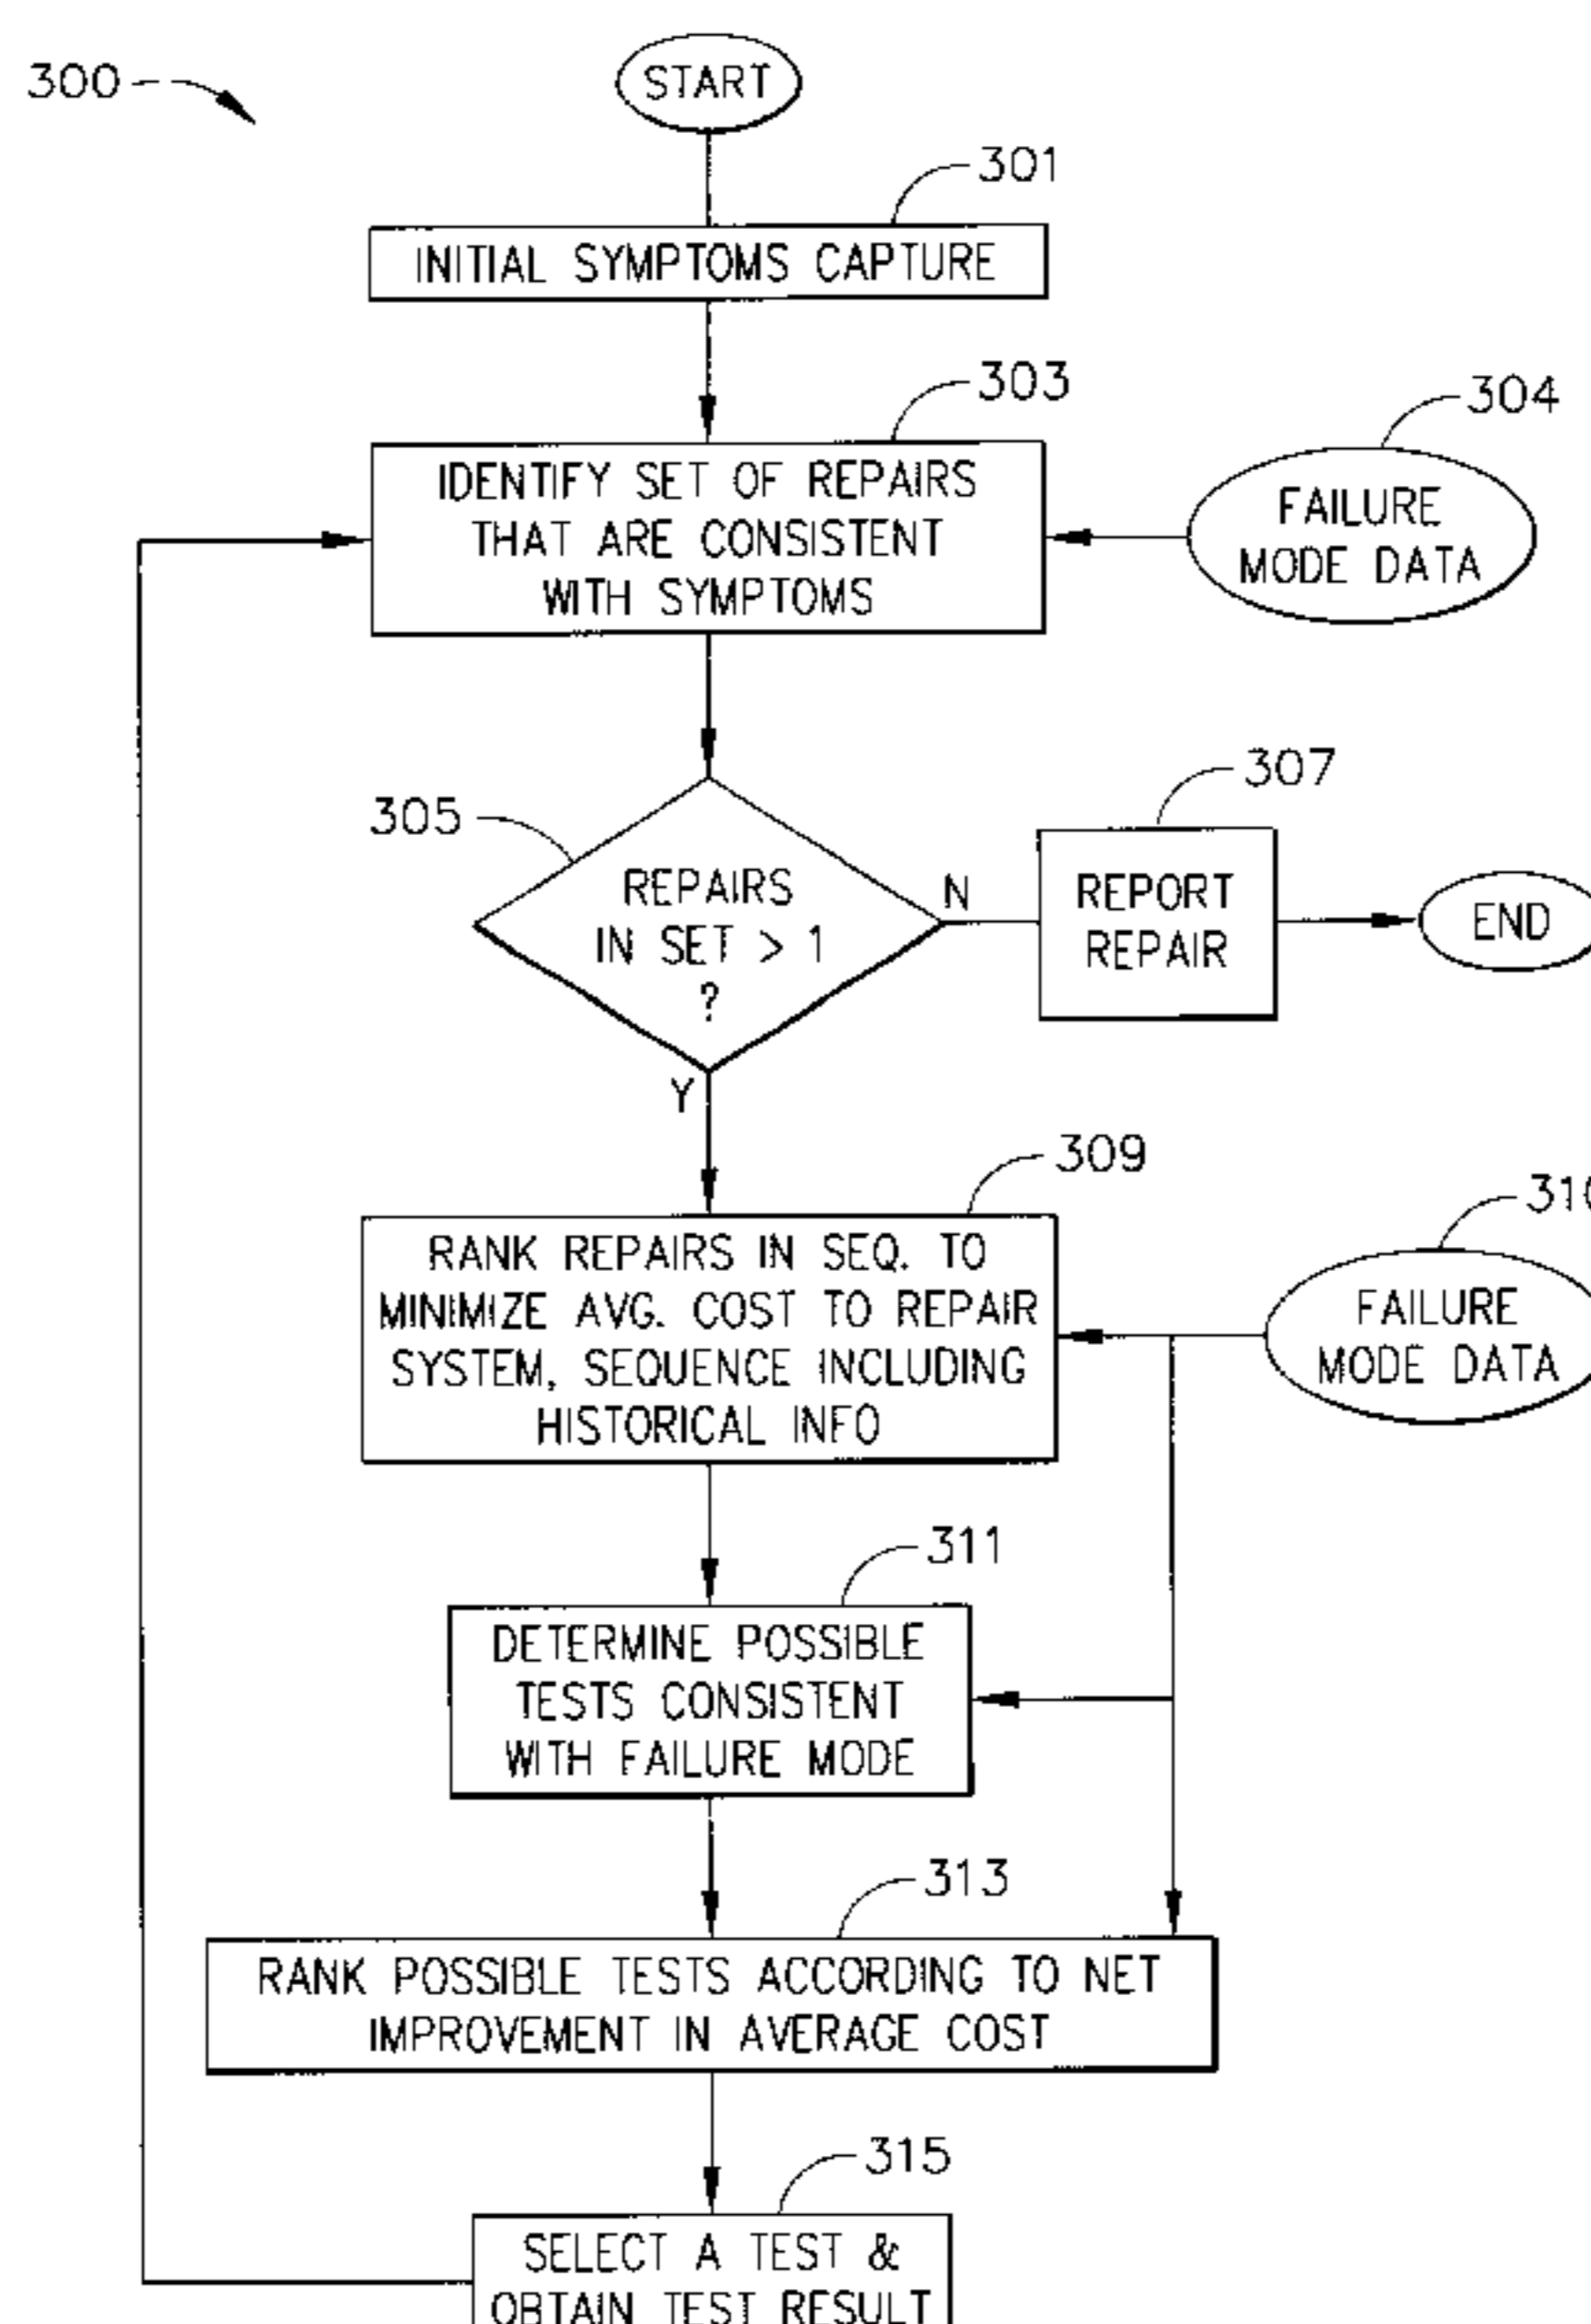 300
START
301
INITIAL SYMPTOMS CAPTURE
303
304
IDENTIFY SET OF REPAIRS
THAT ARE CONSISTENT
WITH SYMPTOMS
FAILURE
MODE DATA
305
307
REPAIRS
IN SET > 1
?
N
REPORT
REPAIR
END
Y
309
310
RANK REPAIRS IN SEQ. TO
MINIMIZE AVG. COST TO REPAIR
SYSTEM, SEQUENCE INCLUDING
HISTORICAL INFO
FAILURE
MODE DATA
311
DETERMINE POSSIBLE
TESTS CONSISTENT
WITH FAILURE MODE
313
RANK POSSIBLE TESTS ACCORDING TO NET
IMPROVEMENT IN AVERAGE COST
315
SELECT A TEST &
OBTAIN TEST RESULT